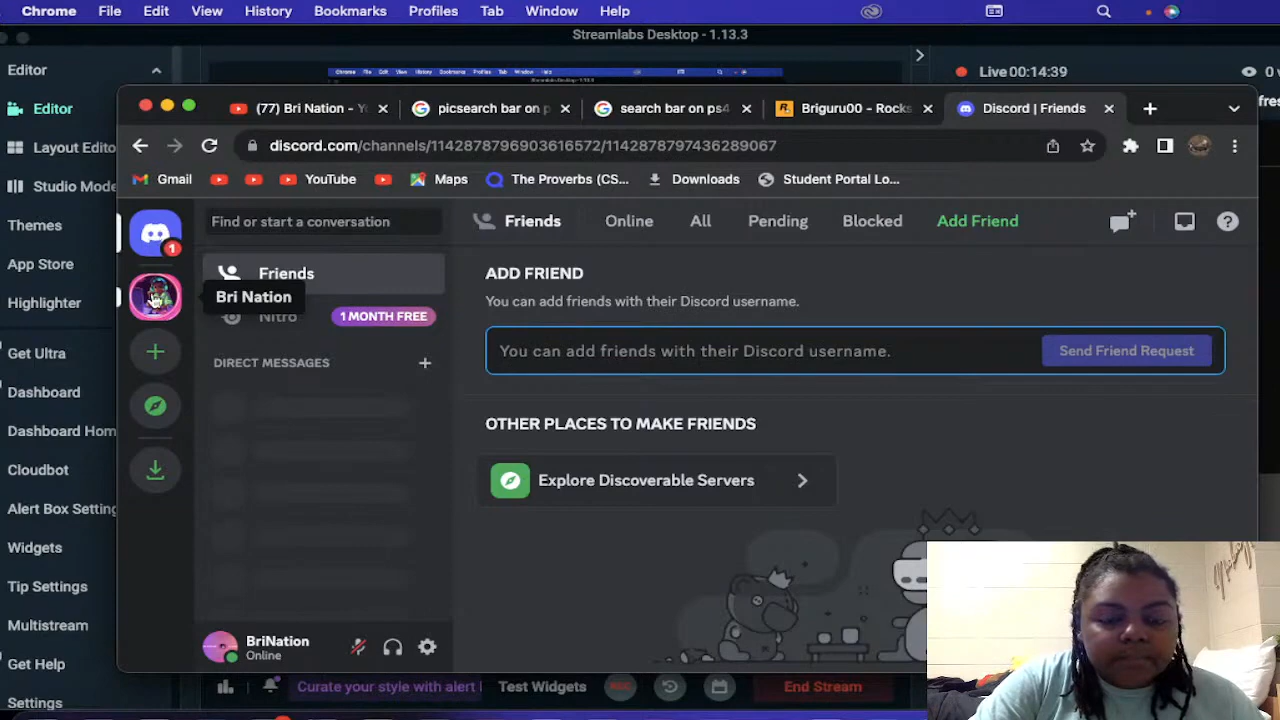 Chrome File Edit View History Bookmarks Profiles Tab Window Help
Streamlabs Desktop - 1.13.3
Editor
Live 00:14:39
0
Editor
Layout Edito
Studio Mode
Themes
App Store
Highlighter
Get Ultra
Dashboard
Dashboard Hom
Cloudbot
Alert Box Setting
Widgets
Tip Settings
Multistream
Get Help
Settings
(77) Bri Nation - Y
picsearch bar on p
search bar on ps4
Briguru00 - Rocks
Discord | Friends
discord.com/channels/1142878796903616572/1142878797436289067
Gmail YouTube Maps The Proverbs (CS... Downloads Student Portal Lo...
1
Bri Nation
Find or start a conversation
Friends
Nitro 1 MONTH FREE
DIRECT MESSAGES
BriNation
Online
Friends Online All Pending Blocked Add Friend
ADD FRIEND
You can add friends with their Discord username.
You can add friends with their Discord username. Send Friend Request
OTHER PLACES TO MAKE FRIENDS
Explore Discoverable Servers
Curate your style with alert
Test Widgets
REC
End Stream